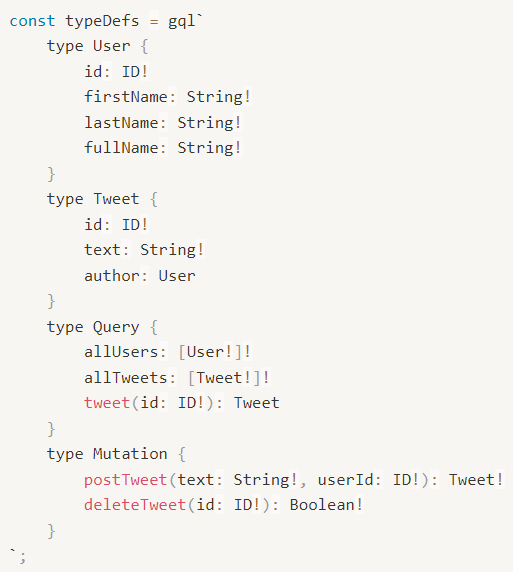 const typeDefs = gql`
    type User {
        id: ID!
        firstName: String!
        lastName: String!
        fullName: String!
    }
    type Tweet {
        id: ID!
        text: String!
        author: User
    }
    type Query {
        allUsers: [User!]!
        allTweets: [Tweet!]!
        tweet(id: ID!): Tweet
    }
    type Mutation {
        postTweet(text: String!, userId: ID!): Tweet!
        deleteTweet(id: ID!): Boolean!
    }
`;